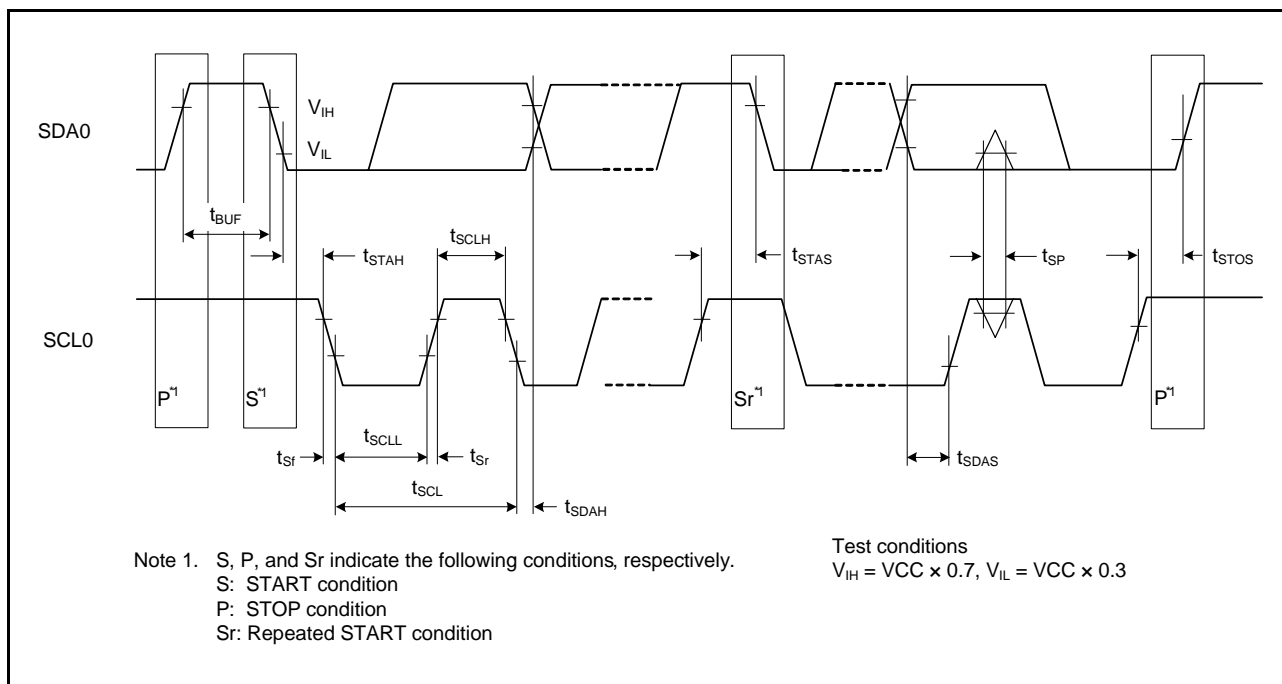 SDA0
V_IH
V_IL
t_BUF
t_STAH
t_SCLH
t_STAS
t_SP
t_STOS
SCL0
P*1
S*1
Sr*1
P*1
t_Sf
t_SCLL
t_Sr
t_SDAS
t_SCL
t_SDAH
Note 1. S, P, and Sr indicate the following conditions, respectively.
S: START condition
P: STOP condition
Sr: Repeated START condition
Test conditions
V_IH = VCC × 0.7, V_IL = VCC × 0.3